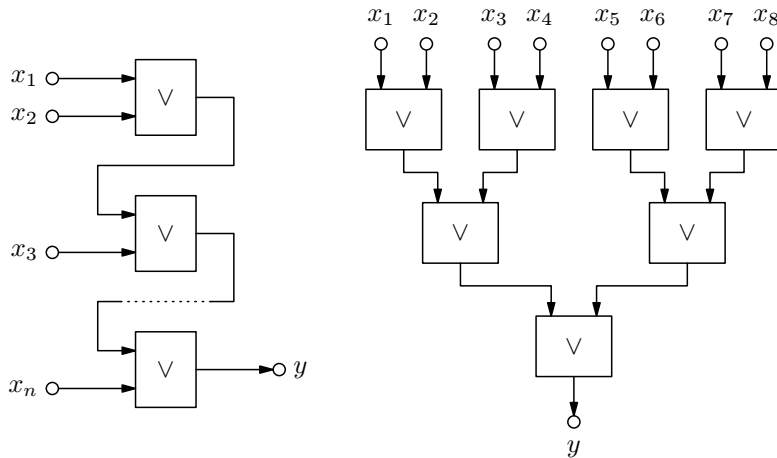 x₁
x₂
∨
x₃
∨
xₙ
∨
y
x₁ x₂ x₃ x₄ x₅ x₆ x₇ x₈
∨ ∨ ∨ ∨
∨ ∨
∨
y